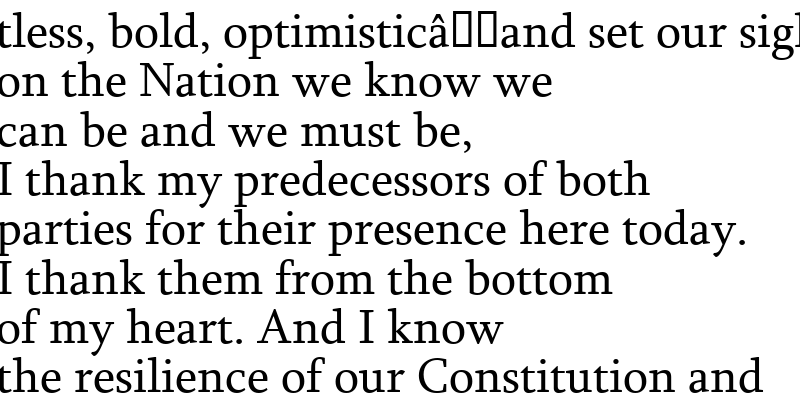 tless, bold, optimisticâ▯▯and set our sigh
on the Nation we know we
can be and we must be,
I thank my predecessors of both
parties for their presence here today.
I thank them from the bottom
of my heart. And I know
the resilience of our Constitution and